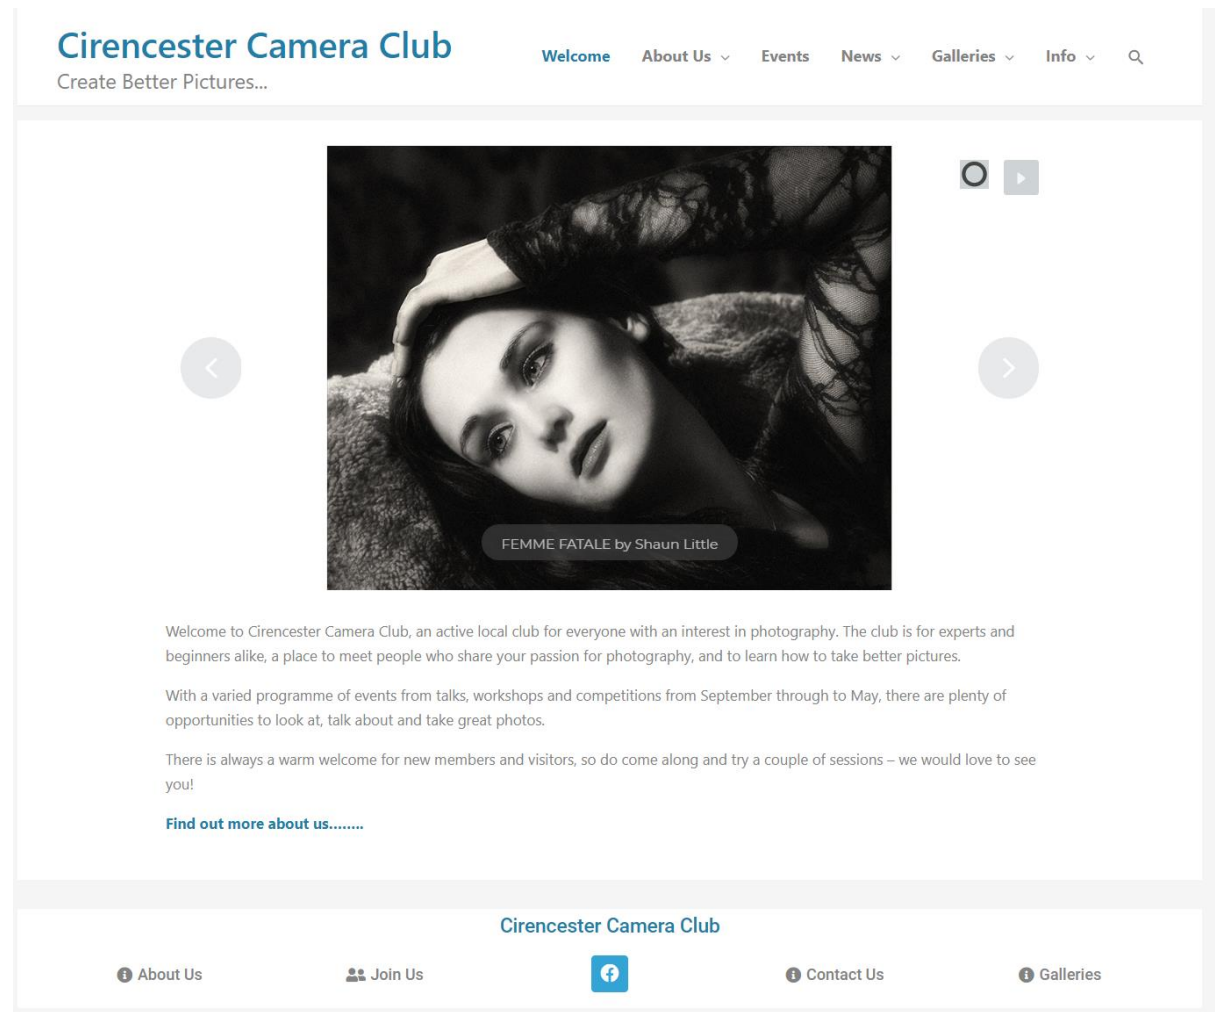 Cirencester Camera Club
Create Better Pictures...
Welcome About Us Events News Galleries Info
FEMME FATALE by Shaun Little
Welcome to Cirencester Camera Club, an active local club for everyone with an interest in photography. The club is for experts and
beginners alike, a place to meet people who share your passion for photography, and to learn how to take better pictures.
With a varied programme of events from talks, workshops and competitions from September through to May, there are plenty of
opportunities to look at, talk about and take great photos.
There is always a warm welcome for new members and visitors, so do come along and try a couple of sessions – we would love to see
you!
Find out more about us........
Cirencester Camera Club
About Us Join Us Contact Us Galleries